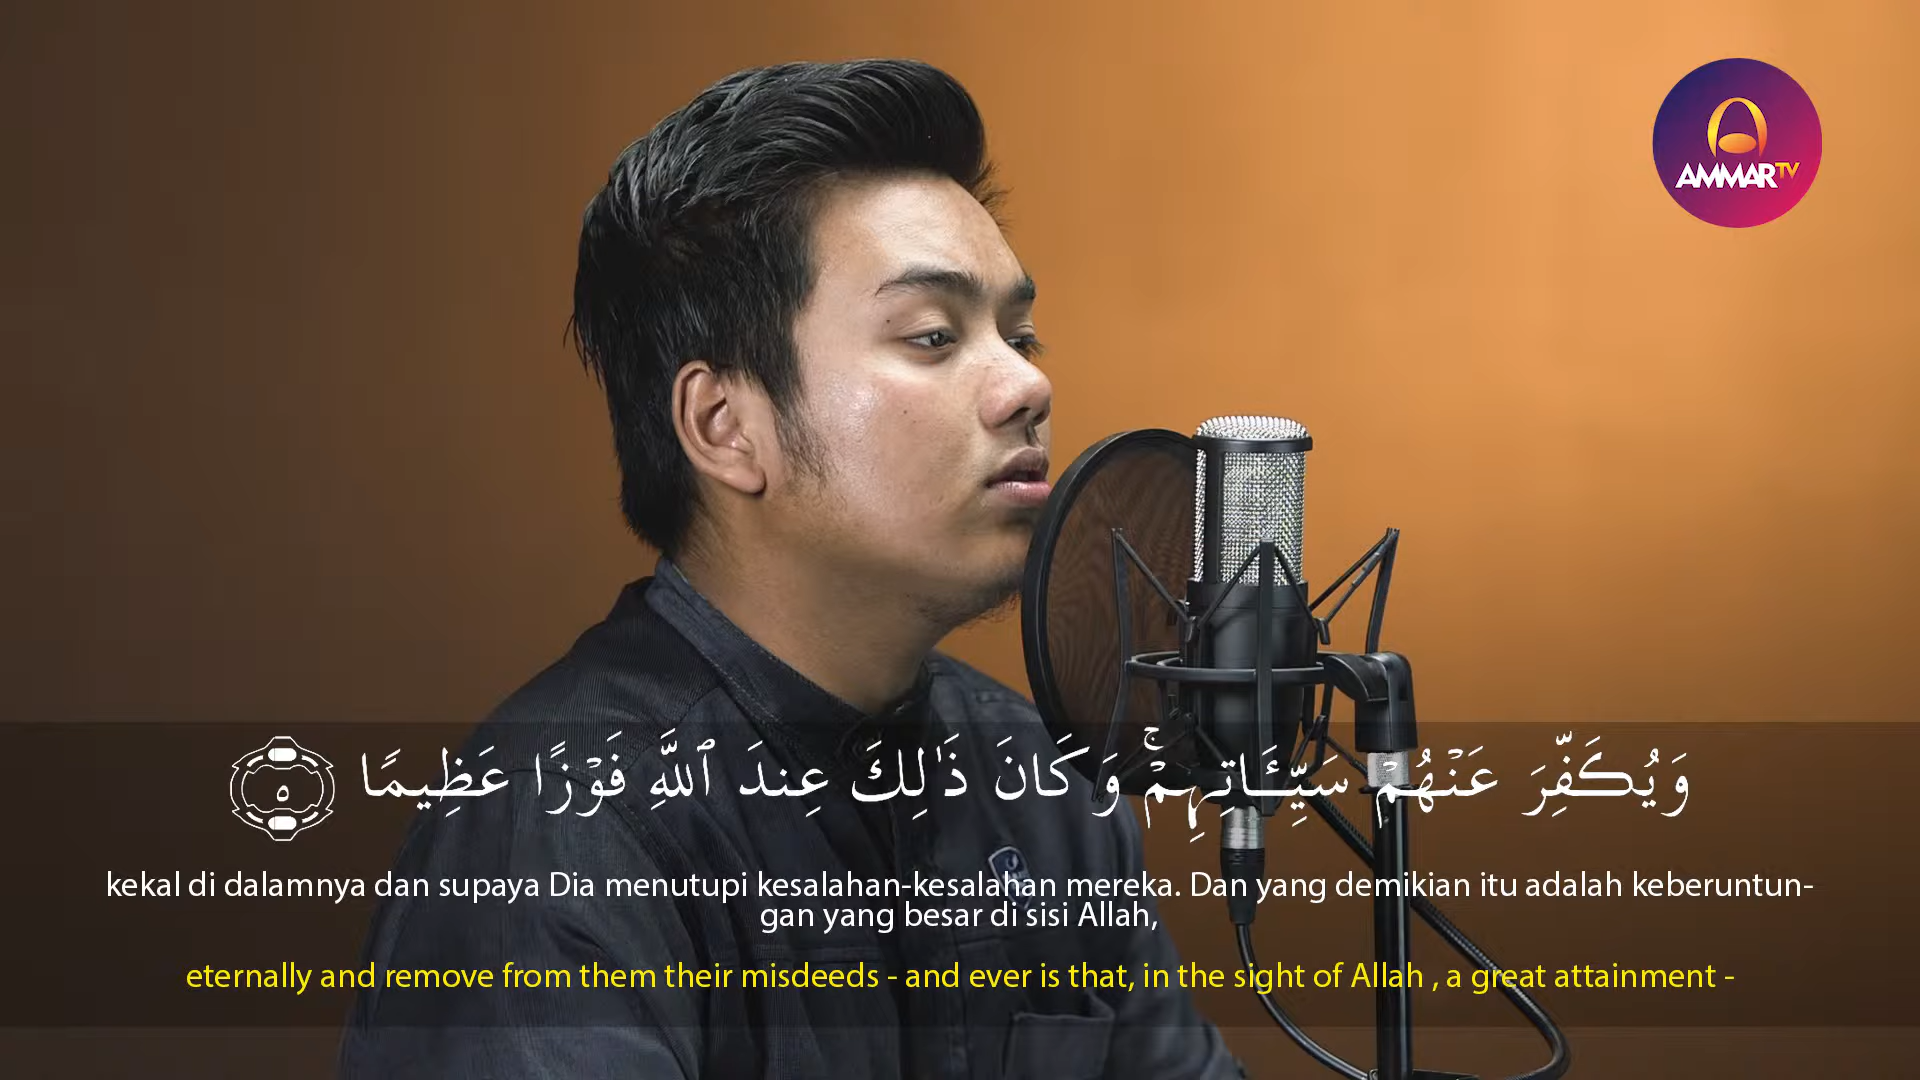 AMMARTV
وَيُكَفِّرَ عَنْهُمْ سَيِّـَٔاتِهِمْ ۚ وَكَانَ ذَٰلِكَ عِندَ ٱللَّهِ فَوْزًا عَظِيمًا ٥
kekal di dalamnya dan supaya Dia menutupi kesalahan-kesalahan mereka. Dan yang demikian itu adalah keberuntun-
gan yang besar di sisi Allah,
eternally and remove from them their misdeeds - and ever is that, in the sight of Allah , a great attainment -